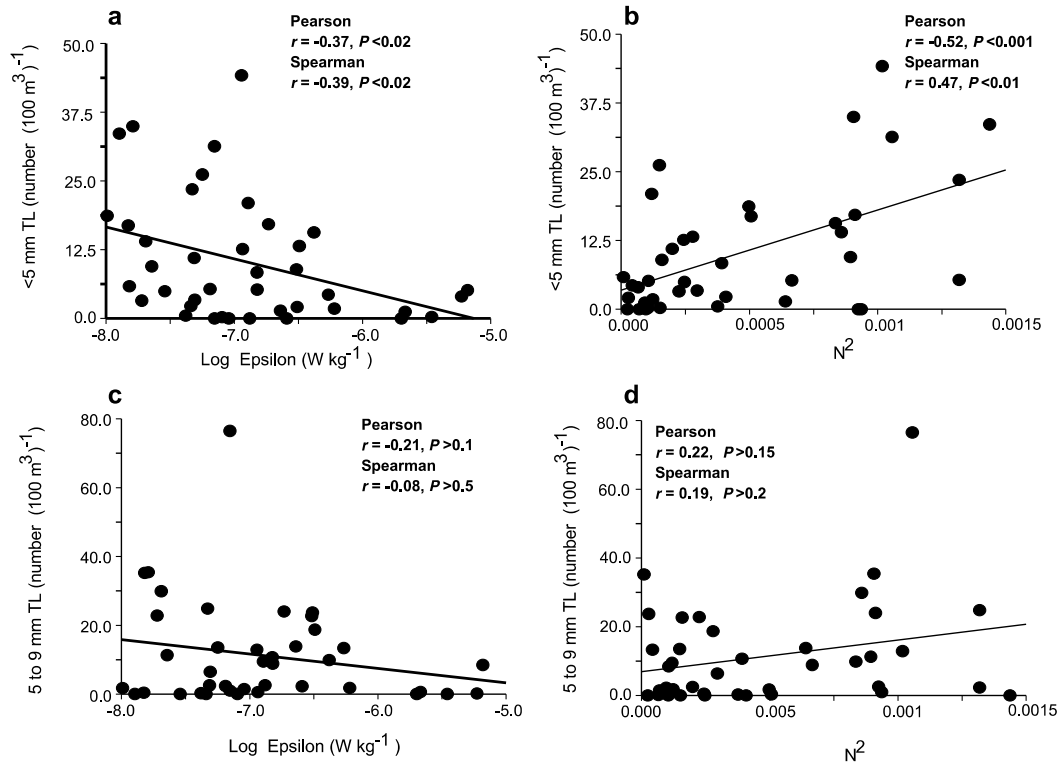 a
Pearson
r = -0.37, P <0.02
Spearman
r = -0.39, P <0.02
<5 mm TL (number (100 m³)⁻¹)
50.0
37.5
25.0
12.5
0.0
-8.0 -7.0 -6.0 -5.0
Log Epsilon (W kg⁻¹)
b
Pearson
r = -0.52, P <0.001
Spearman
r = 0.47, P <0.01
<5 mm TL (number (100 m³)⁻¹)
50.0
37.5
25.0
12.5
0.0
0.000 0.0005 0.001 0.0015
N²
c
Pearson
r = -0.21, P >0.1
Spearman
r = -0.08, P >0.5
5 to 9 mm TL (number (100 m³)⁻¹)
80.0
60.0
40.0
20.0
0.0
-8.0 -7.0 -6.0 -5.0
Log Epsilon (W kg⁻¹)
d
Pearson
r = 0.22, P >0.15
Spearman
r = 0.19, P >0.2
5 to 9 mm TL (number (100 m³)⁻¹)
80.0
60.0
40.0
20.0
0.0
0.000 0.0005 0.001 0.0015
N²